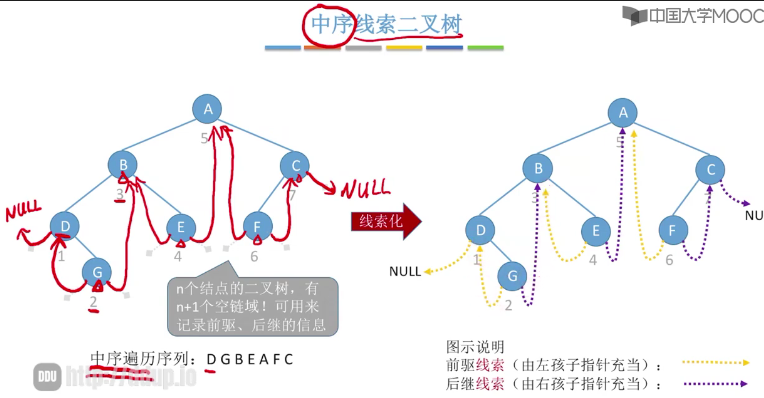 中序线索二叉树
中国大学MOOC
A
5
B
3
C
7
NULL
NULL
D
1
E
4
F
6
G
2
n个结点的二叉树，有
n+1个空链域！可用来
记录前驱、后继的信息
中序遍历序列：D G B E A F C
线索化
A
5
B
3
C
7
NU
D
1
E
4
F
6
NULL
G
2
图示说明
前驱线索（由左孩子指针充当）：
后继线索（由右孩子指针充当）：
DDU